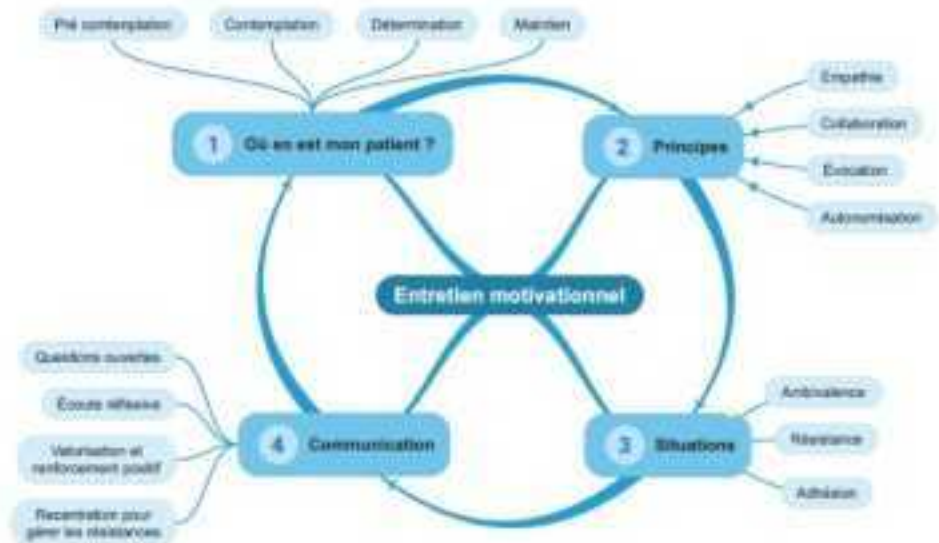 Pré contemplation
Contemplation
Détermination
Maintien
1 Où en est mon patient ?
2 Principes
Empathie
Collaboration
Évocation
Autonomisation
Entretien motivationnel
Questions ouvertes
Écoute réflexive
Valorisation et
renforcement positif
Recentration pour
gérer les résistances
4 Communication
3 Situations
Ambivalence
Résistance
Adhésion